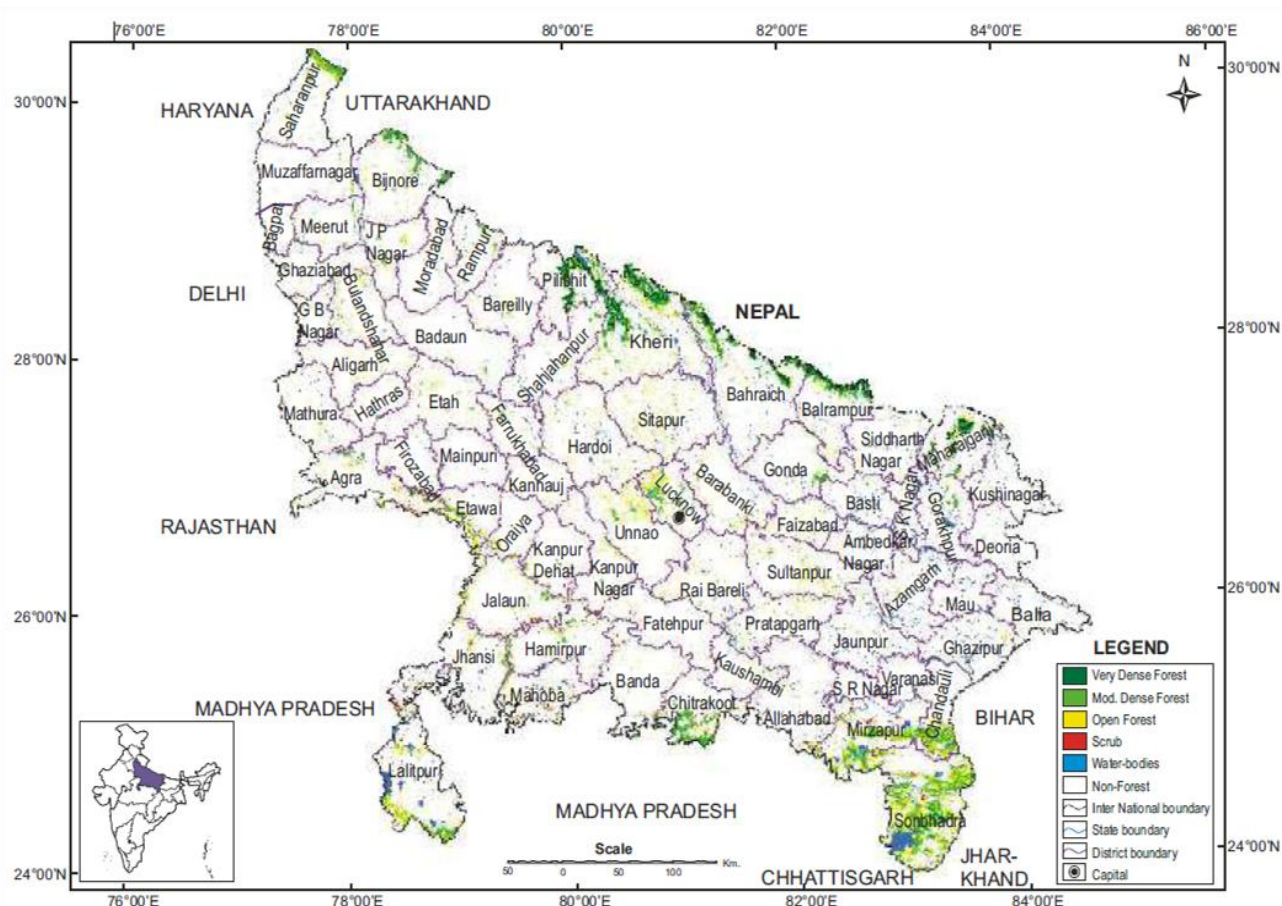 76°00'E 78°00'E 80°00'E 82°00'E 84°00'E 86°00'E
N
30°00'N 30°00'N
HARYANA
UTTARAKHAND
Saharanpur
Muzaffarnagar
Bijnore
Bagpat
Meerut
J P
Nagar
Moradabad
Rampur
Ghaziabad
DELHI
Bulandshahar
Pilibhit
Bareilly
NEPAL
G B
Nagar
28°00'N 28°00'N
Badaun
Shahjahanpur
Kheri
Aligarh
Hathras
Mathura
Etah
Farrukhabad
Sitapur
Bahraich
Balrampur
Siddharth
Nagar
Maharajganj
Hardoi
Mainpuri
Firozabad
Agra
Kannauj
Gonda
Barabanki
Lucknow
Basti
S K Nagar
Gorakhpur
Kushinagar
RAJASTHAN
Etawal
Oraiya
Unnao
Faizabad
Ambedkar
Nagar
Deoria
Kanpur
Dehat
Kanpur
Nagar
Rai Bareli
Sultanpur
Azamgarh
26°00'N 26°00'N
Jalaun
Mau
Ballia
Fatehpur
Pratapgarh
Jaunpur
Ghazipur
Jhansi
Hamirpur
Kaushambi
Varanasi
S R Nagar
Chandauli
Mahoba
Banda
Chitrakoot
Allahabad
MADHYA PRADESH
Mirzapur
BIHAR
Lalitpur
MADHYA PRADESH
Sonbhadra
JHAR-
KHAND
CHHATTISGARH
24°00'N 24°00'N
Scale
50 0 50 100 Km.
LEGEND
Very Dense Forest
Mod. Dense Forest
Open Forest
Scrub
Water-bodies
Non-Forest
Inter National boundary
State boundary
District boundary
Capital
76°00'E 78°00'E 80°00'E 82°00'E 84°00'E